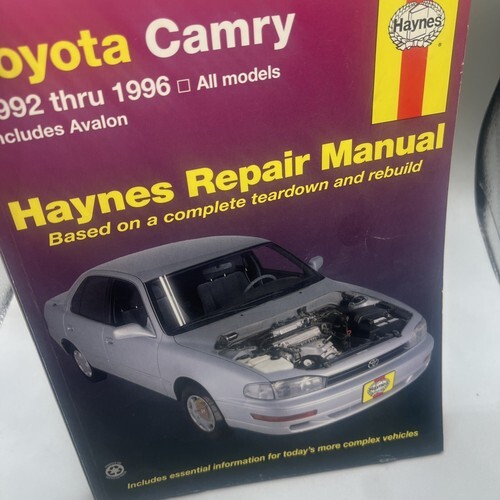 oyota Camry
992 thru 1996 □ All models
ncludes Avalon
Haynes
Haynes Repair Manual
Based on a complete teardown and rebuild
Includes essential information for today's more complex vehicles